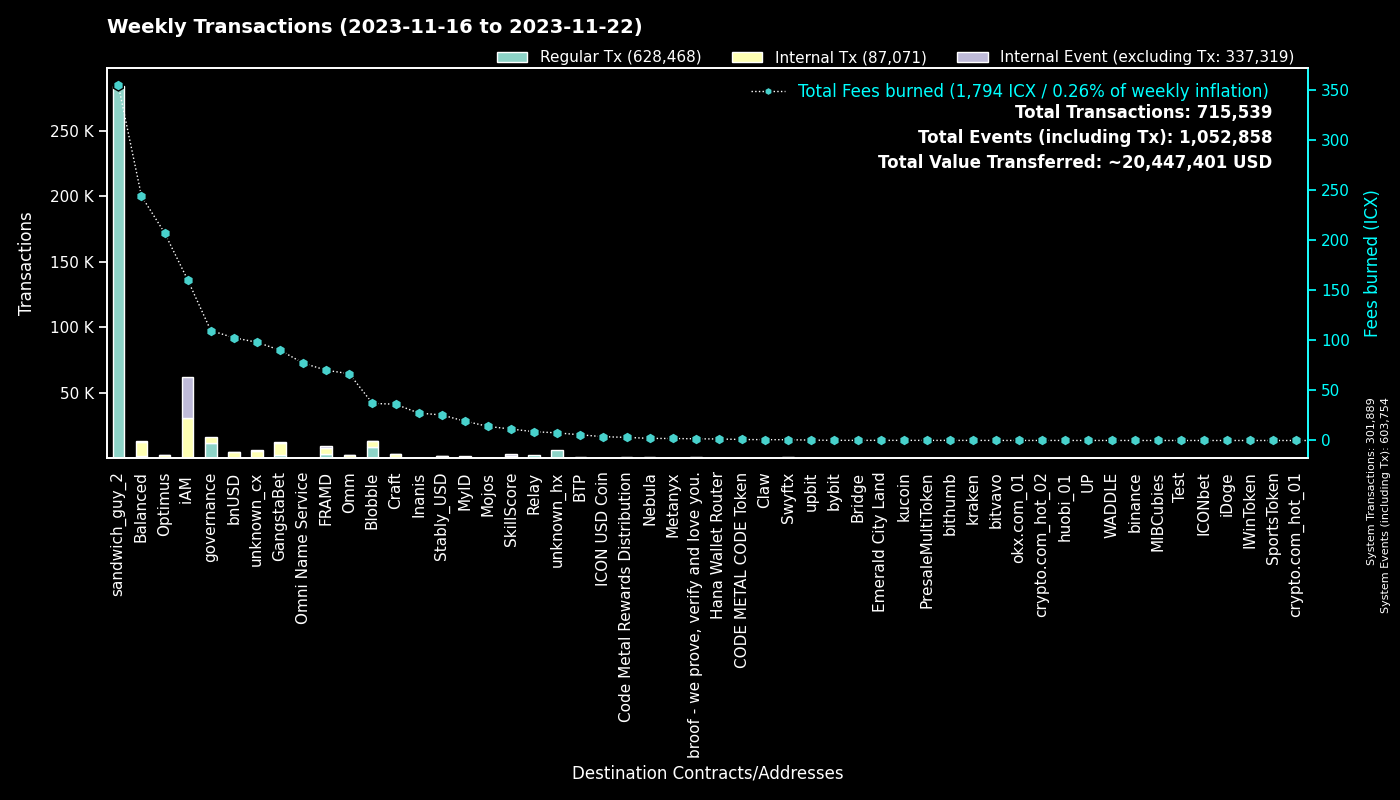 Weekly Transactions (2023-11-16 to 2023-11-22)
Regular Tx (628,468)
Internal Tx (87,071)
Internal Event (excluding Tx: 337,319)
Total Fees burned (1,794 ICX / 0.26% of weekly inflation)
Total Transactions: 715,539
Total Events (including Tx): 1,052,858
Total Value Transferred: ~20,447,401 USD
Transactions
250 K
200 K
150 K
100 K
50 K
350
300
250
200
150
100
50
0
Fees burned (ICX)
System Transactions: 301,889
System Events (including Tx): 603,754
sandwich_guy_2
Balanced
Optimus
iAM
governance
bnUSD
unknown_cx
GangstaBet
Omni Name Service
FRAMD
Omm
Blobble
Craft
Inanis
Stably_USD
MyID
Mojos
SkillScore
Relay
unknown_hx
BTP
ICON USD Coin
Code Metal Rewards Distribution
Nebula
Metanyx
broof - we prove, verify and love you.
Hana Wallet Router
CODE METAL CODE Token
Claw
Swyftx
upbit
bybit
Bridge
Emerald City Land
kucoin
PresaleMultiToken
bithumb
kraken
bitvavo
okx.com_01
crypto.com_hot_02
huobi_01
UP
WADDLE
binance
MIBCubies
Test
ICONbet
iDoge
IWinToken
SportsToken
crypto.com_hot_01
Destination Contracts/Addresses